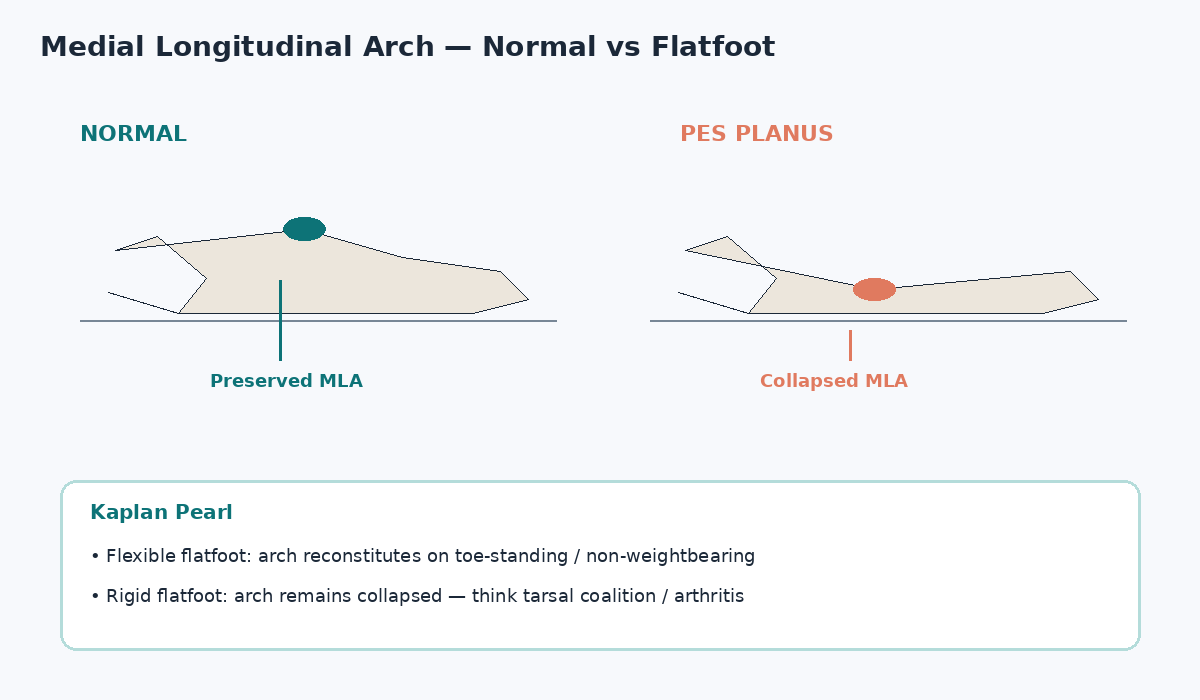 Medial Longitudinal Arch — Normal vs Flatfoot
NORMAL
PES PLANUS
Preserved MLA
Collapsed MLA
Kaplan Pearl
• Flexible flatfoot: arch reconstitutes on toe-standing / non-weightbearing
• Rigid flatfoot: arch remains collapsed — think tarsal coalition / arthritis